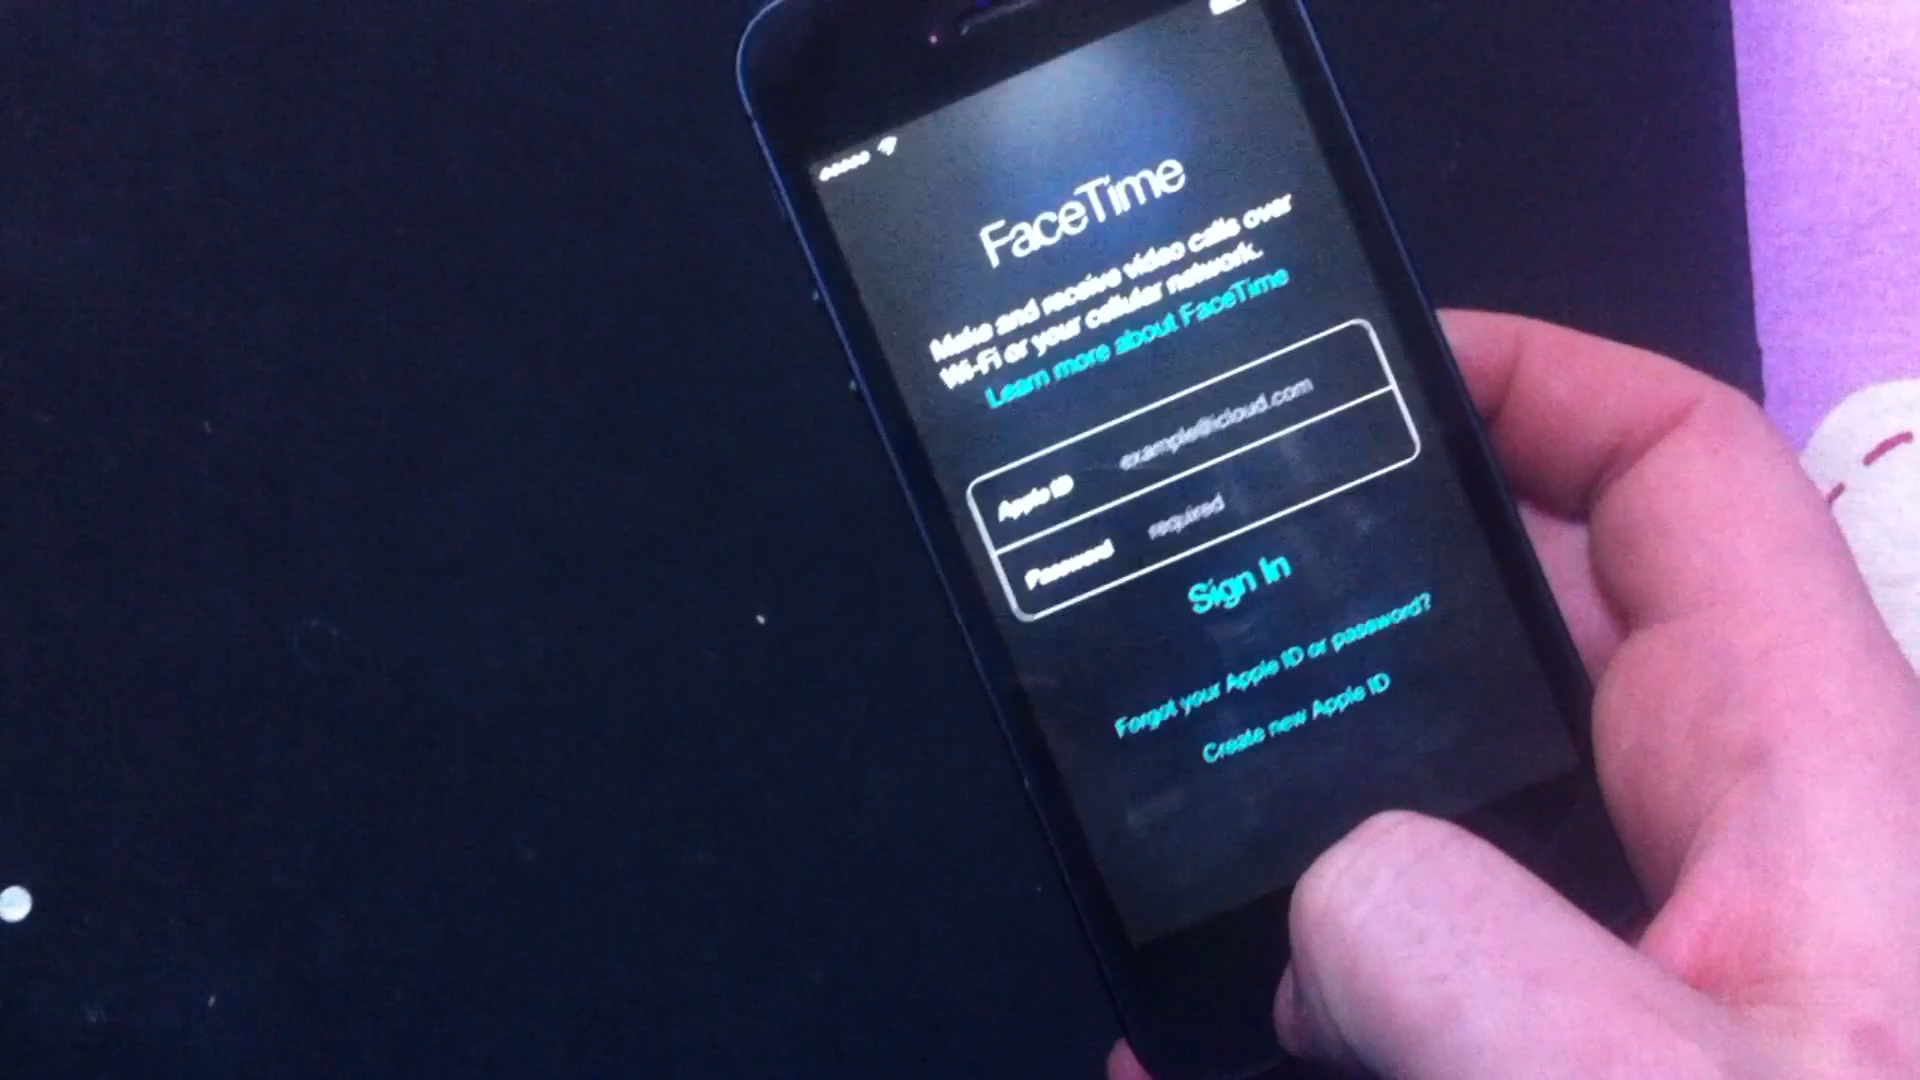 FaceTime
Make and receive video calls over
Wi-Fi or your cellular network.
Learn more about FaceTime
Apple ID example@icloud.com
Password required
Sign In
Forgot your Apple ID or password?
Create new Apple ID